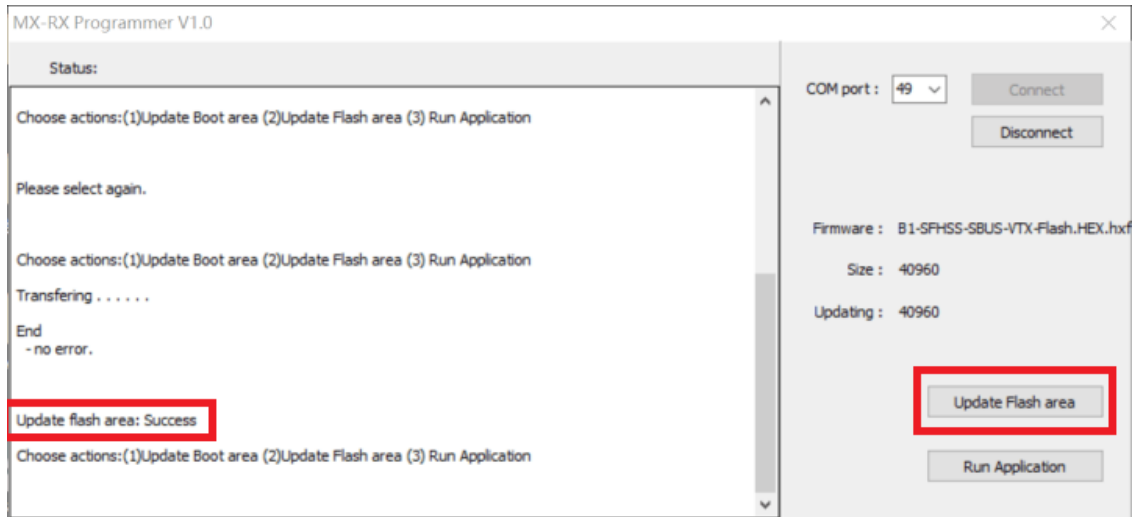 MX-RX Programmer V1.0
Status:
Choose actions:(1)Update Boot area (2)Update Flash area (3) Run Application
Please select again.
Choose actions:(1)Update Boot area (2)Update Flash area (3) Run Application
Transfering . . . . . .
End
- no error.
Update flash area: Success
Choose actions:(1)Update Boot area (2)Update Flash area (3) Run Application
COM port : 49
Connect
Disconnect
Firmware : B1-SFHSS-SBUS-VTX-Flash.HEX.hxf
Size : 40960
Updating : 40960
Update Flash area
Run Application